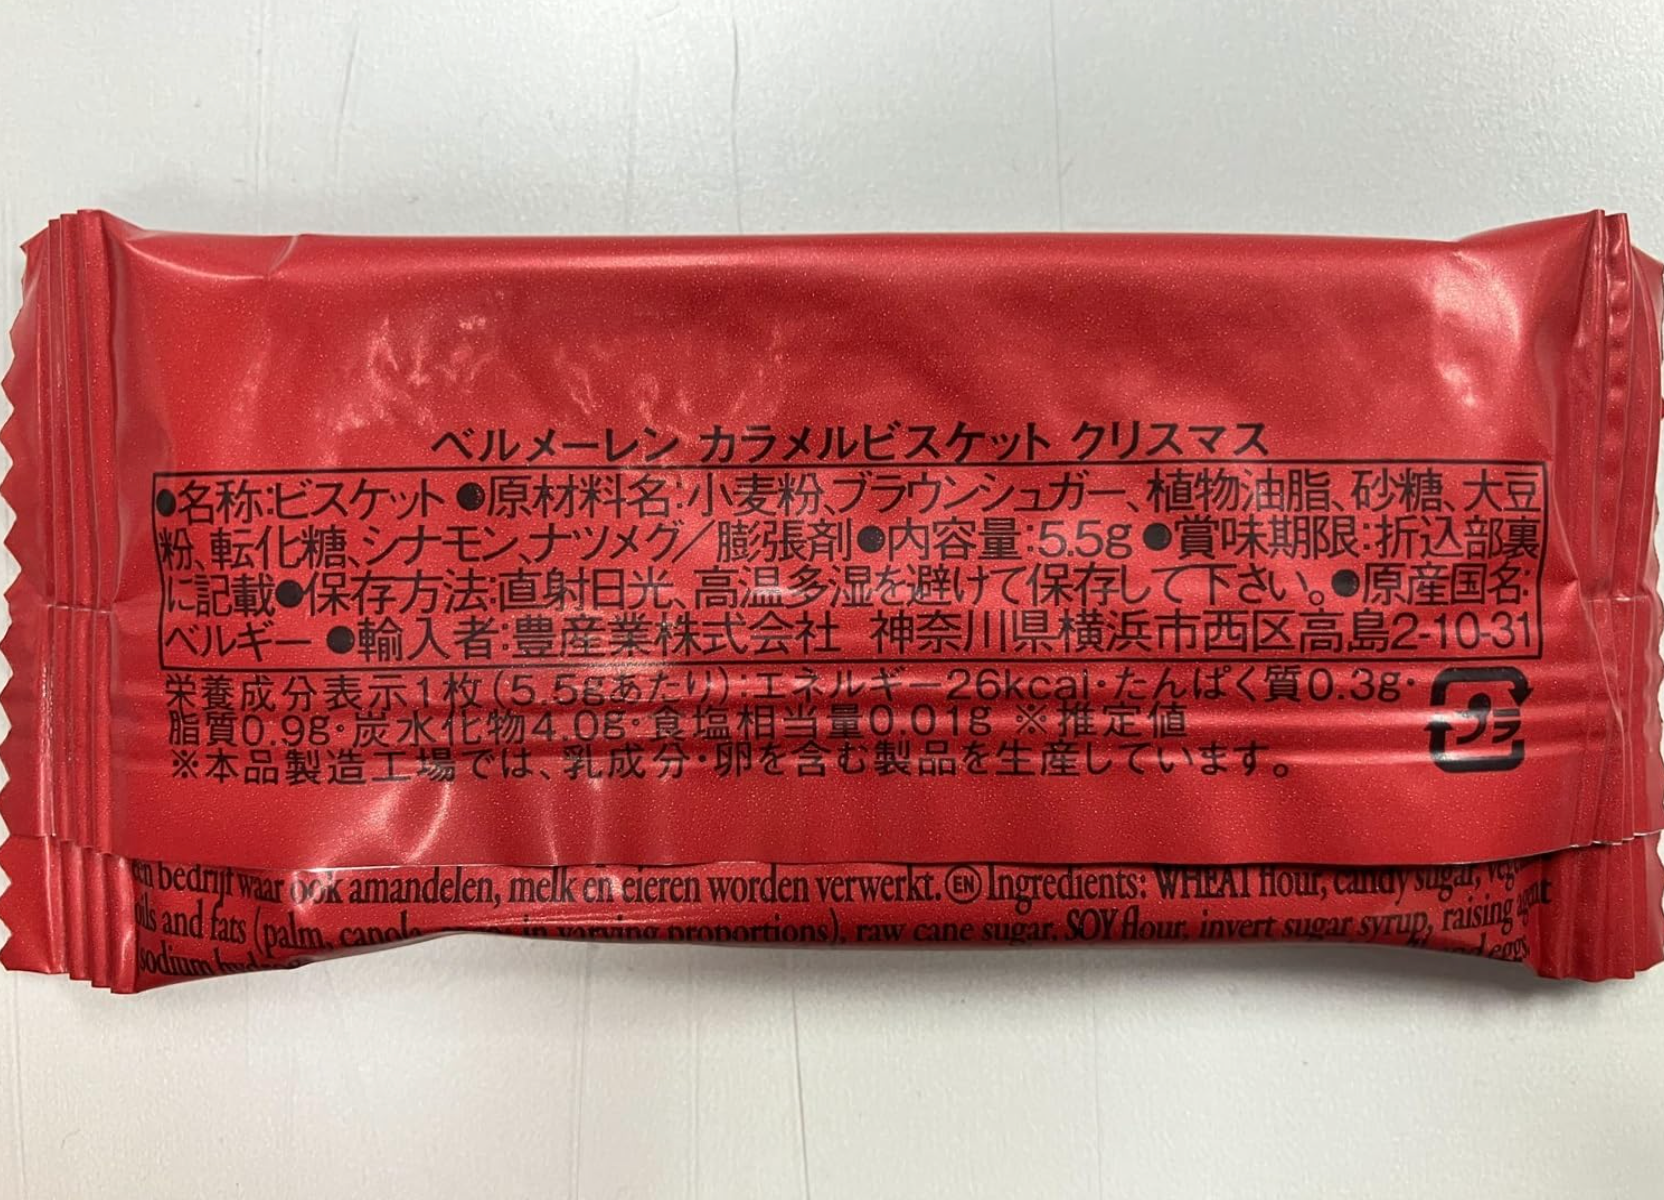 ベルメーレン カラメルビスケット クリスマス
●名称:ビスケット ●原材料名:小麦粉、ブラウンシュガー、植物油脂、砂糖、大豆
粉、転化糖、シナモン、ナツメグ／膨張剤●内容量:5.5g ●賞味期限:折込部裏
に記載●保存方法:直射日光、高温多湿を避けて保存して下さい。●原産国名:
ベルギー ●輸入者:豊産業株式会社 神奈川県横浜市西区高島2-10-31
栄養成分表示1枚(5.5gあたり):エネルギー26kcal・たんぱく質0.3g・
脂質0.9g・炭水化物4.0g・食塩相当量0.01g ※推定値
※本品製造工場では、乳成分・卵を含む製品を生産しています。
プラ
en bedrijf waar ook amandelen, melk en eieren worden verwerkt. EN Ingredients: WHEAT flour, candy sugar,
oils and fats (palm, canola in varying proportions), raw cane sugar, SOY flour, invert sugar syrup, raising agent
sodium eggs